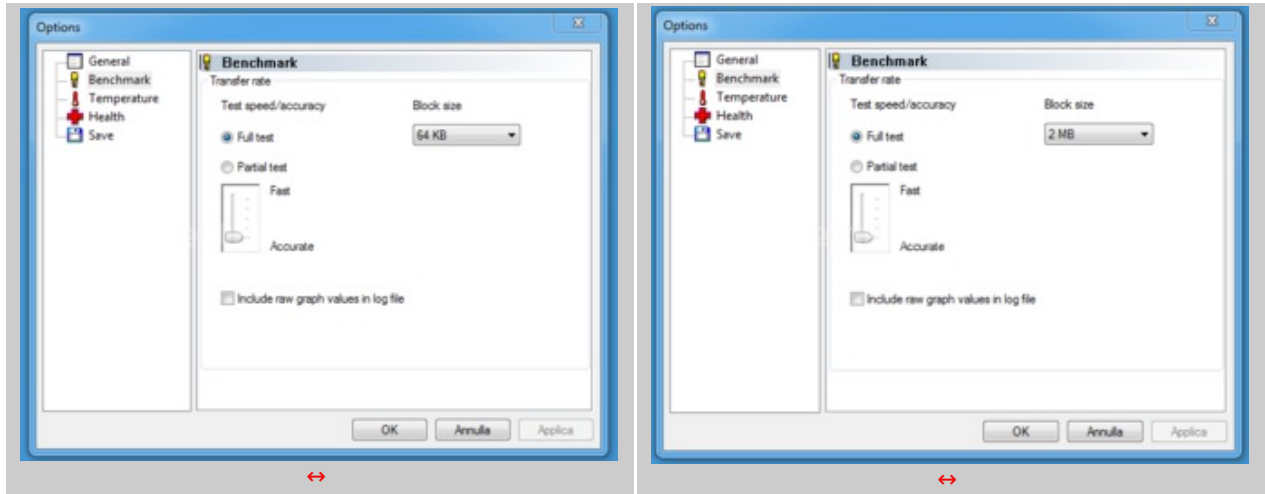 Options
General
Benchmark
Temperature
Health
Save
Benchmark
Transfer rate
Test speed/accuracy
Block size
Full test
64 KB
Partial test
Fast
Accurate
Include raw graph values in log file
OK
Annulla
Applica
Options
General
Benchmark
Temperature
Health
Save
Benchmark
Transfer rate
Test speed/accuracy
Block size
Full test
2 MB
Partial test
Fast
Accurate
Include raw graph values in log file
OK
Annulla
Applica